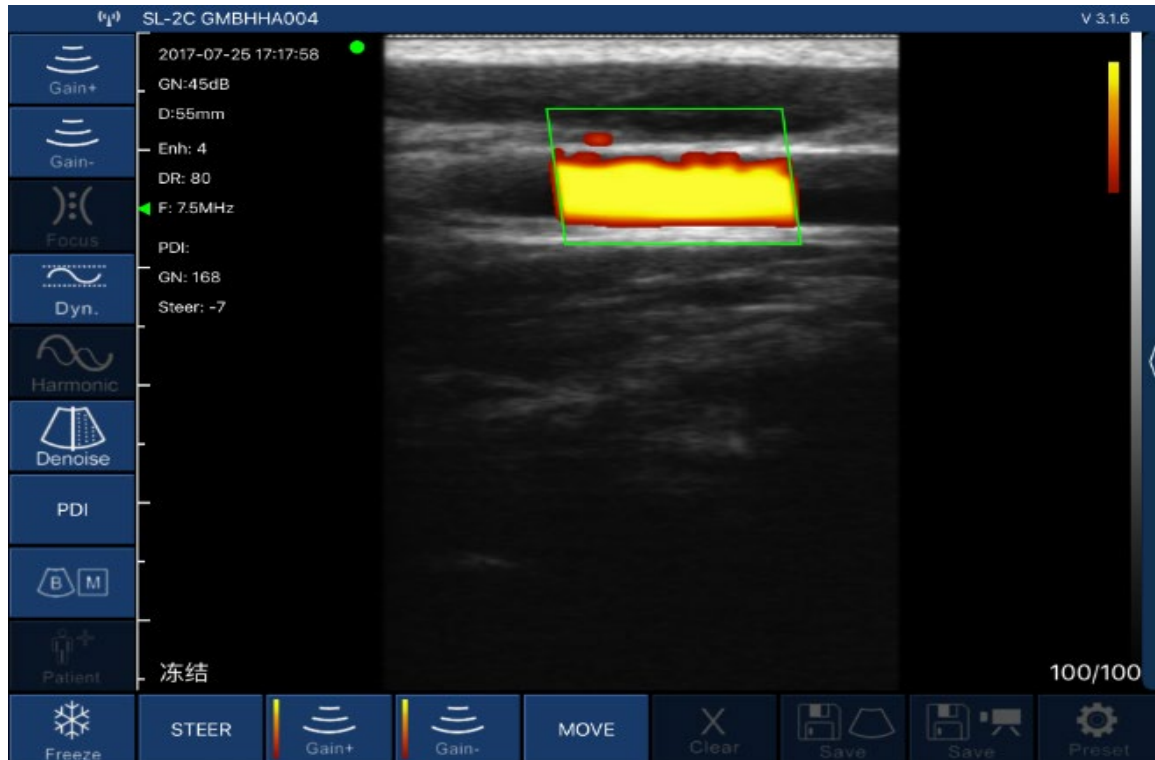 SL-2C GMBHHA004
V 3.1.6
2017-07-25 17:17:58
GN:45dB
D:55mm
Enh: 4
DR: 80
F: 7.5MHz
PDI:
GN: 168
Steer: -7
Gain+
Gain-
Focus
Dyn.
Harmonic
Denoise
PDI
B M
Patient
冻结
100/100
Freeze
STEER
Gain+
Gain-
MOVE
Clear
Save
Save
Preset